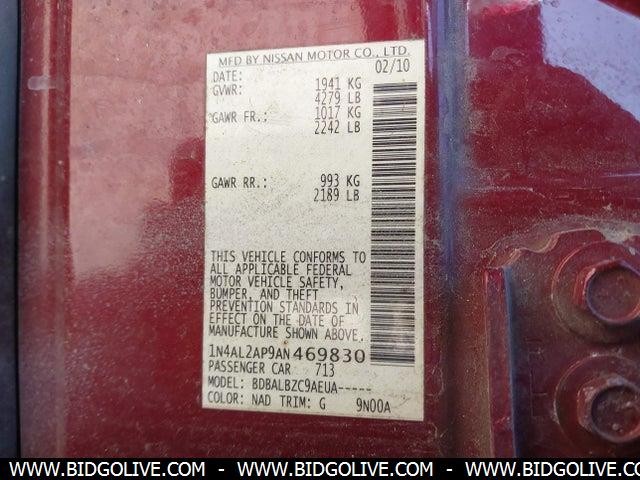 MFD BY NISSAN MOTOR CO., LTD.
DATE: 02/10
GVWR: 1941 KG
4279 LB
GAWR FR.: 1017 KG
2242 LB
GAWR RR.: 993 KG
2189 LB
THIS VEHICLE CONFORMS TO
ALL APPLICABLE FEDERAL
MOTOR VEHICLE SAFETY,
BUMPER, AND THEFT
PREVENTION STANDARDS IN
EFFECT ON THE DATE OF
MANUFACTURE SHOWN ABOVE.
1N4AL2AP9AN469830
PASSENGER CAR 713
MODEL: BDBALBZC9AEUA-----
COLOR: NAD TRIM: G 9N00A
WWW.BIDGOLIVE.COM - WWW.BIDGOLIVE.COM - WWW.BIDGOLIVE.COM